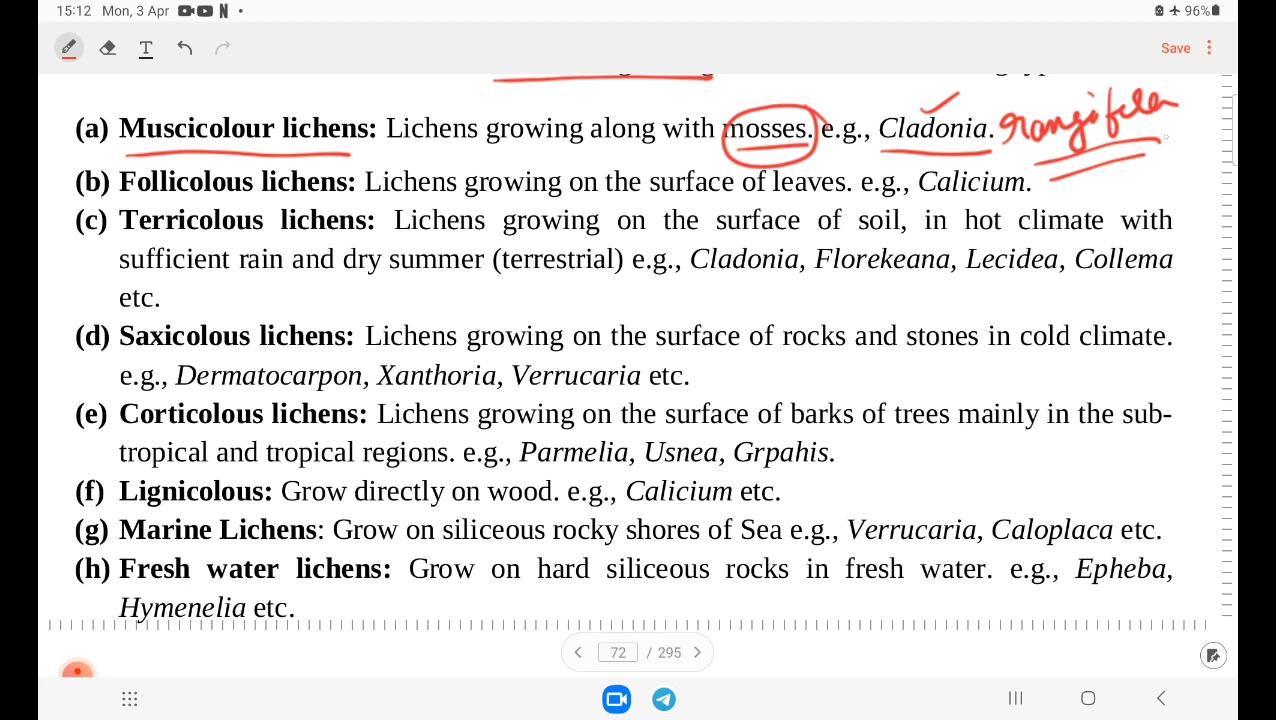 15:12 Mon, 3 Apr
96%
T
Save
(a) Muscicolour lichens: Lichens growing along with mosses. e.g., Cladonia. rangifera
(b) Follicolous lichens: Lichens growing on the surface of leaves. e.g., Calicium.
(c) Terricolous lichens: Lichens growing on the surface of soil, in hot climate with
sufficient rain and dry summer (terrestrial) e.g., Cladonia, Florekeana, Lecidea, Collema
etc.
(d) Saxicolous lichens: Lichens growing on the surface of rocks and stones in cold climate.
e.g., Dermatocarpon, Xanthoria, Verrucaria etc.
(e) Corticolous lichens: Lichens growing on the surface of barks of trees mainly in the sub-
tropical and tropical regions. e.g., Parmelia, Usnea, Grpahis.
(f) Lignicolous: Grow directly on wood. e.g., Calicium etc.
(g) Marine Lichens: Grow on siliceous rocky shores of Sea e.g., Verrucaria, Caloplaca etc.
(h) Fresh water lichens: Grow on hard siliceous rocks in fresh water. e.g., Epheba,
Hymenelia etc.
72 / 295